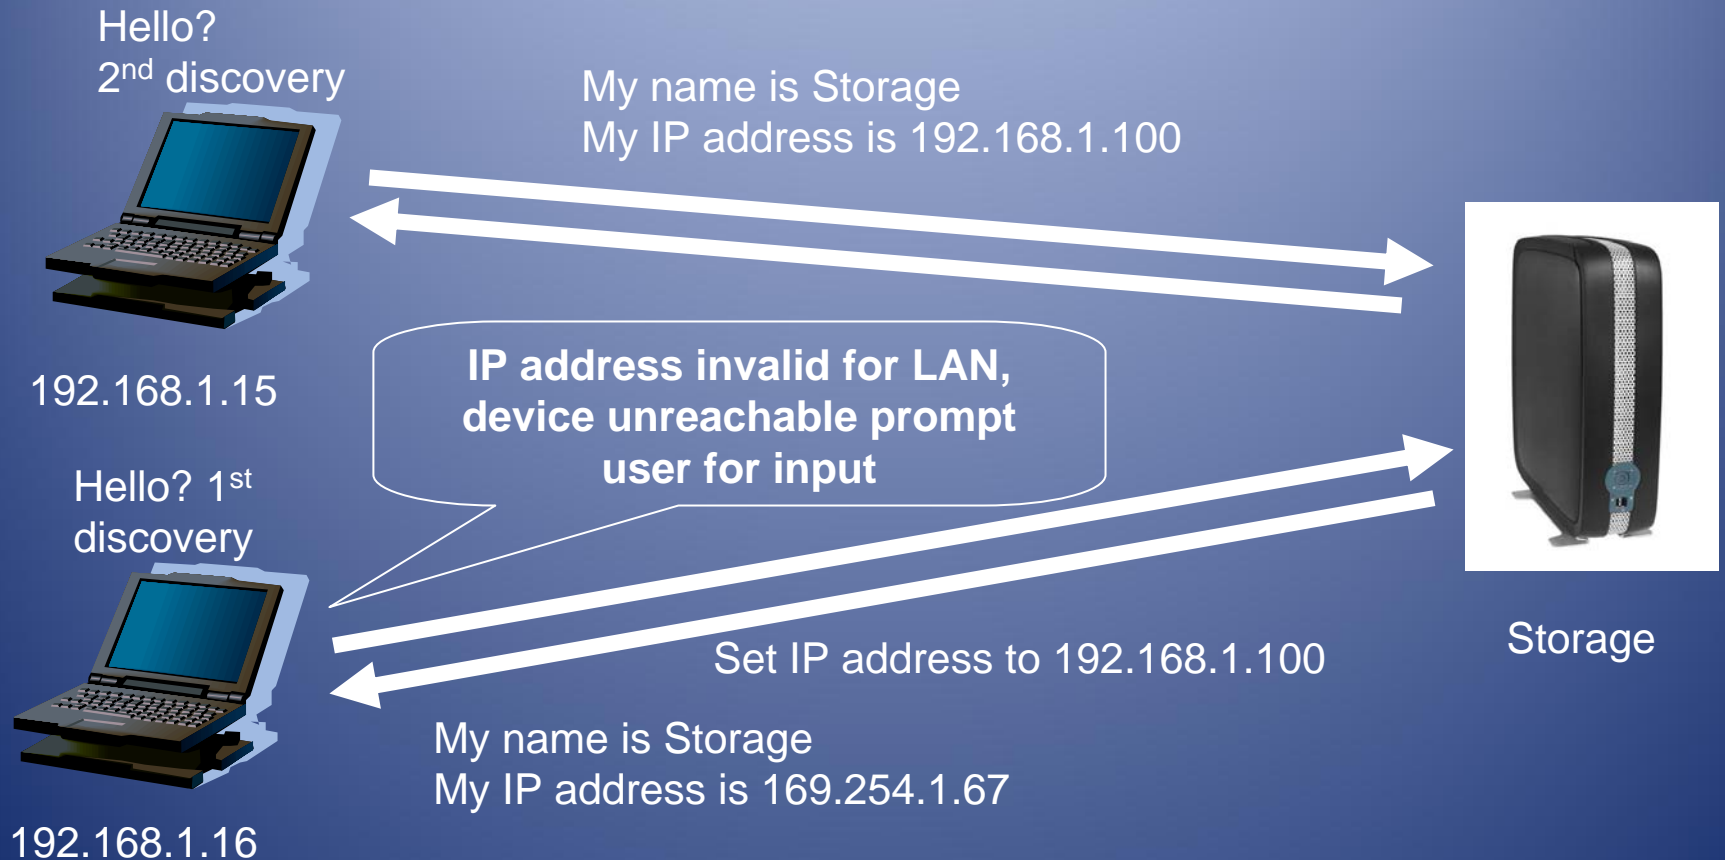 Hello?
2nd discovery
My name is Storage
My IP address is 192.168.1.100
192.168.1.15
IP address invalid for LAN,
device unreachable prompt
user for input
Hello? 1st
discovery
Set IP address to 192.168.1.100
Storage
My name is Storage
My IP address is 169.254.1.67
192.168.1.16